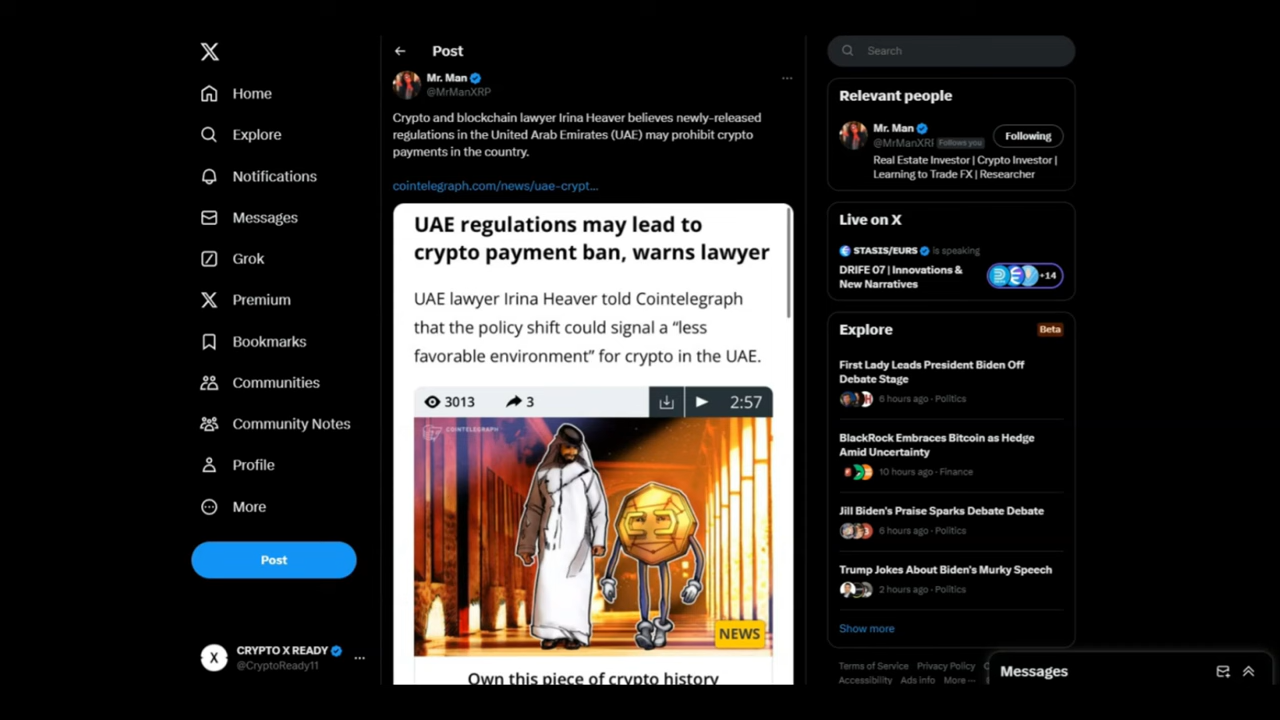 Home
Explore
Notifications
Messages
Grok
Premium
Bookmarks
Communities
Community Notes
Profile
More
Post
X
CRYPTO X READY
@CryptoReady11
Post
Mr. Man
@MrManXRP
Crypto and blockchain lawyer Irina Heaver believes newly-released
regulations in the United Arab Emirates (UAE) may prohibit crypto
payments in the country.
cointelegraph.com/news/uae-crypt...
UAE regulations may lead to
crypto payment ban, warns lawyer
UAE lawyer Irina Heaver told Cointelegraph
that the policy shift could signal a “less
favorable environment” for crypto in the UAE.
3013 3 2:57
COINTELEGRAPH
NEWS
Own this piece of crypto history
Search
Relevant people
Mr. Man
@MrManXRI Follows you
Following
Real Estate Investor | Crypto Investor |
Learning to Trade FX | Researcher
Live on X
STASIS/EURS is speaking
DRIFE 07 | Innovations &
New Narratives
+14
Explore Beta
First Lady Leads President Biden Off
Debate Stage
6 hours ago · Politics
BlackRock Embraces Bitcoin as Hedge
Amid Uncertainty
10 hours ago · Finance
Jill Biden's Praise Sparks Debate Debate
6 hours ago · Politics
Trump Jokes About Biden's Murky Speech
2 hours ago · Politics
Show more
Terms of Service Privacy Policy
Accessibility Ads info More ...
Messages